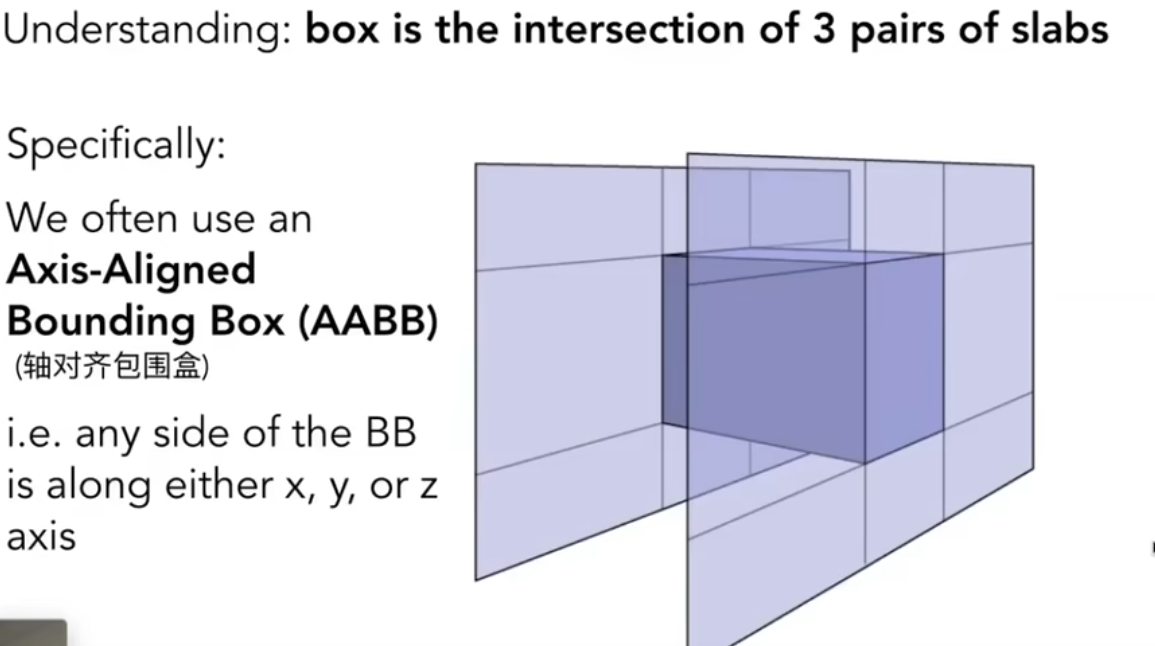 Understanding: box is the intersection of 3 pairs of slabs
Specifically:
We often use an
Axis-Aligned
Bounding Box (AABB)
(轴对齐包围盒)
i.e. any side of the BB
is along either x, y, or z
axis